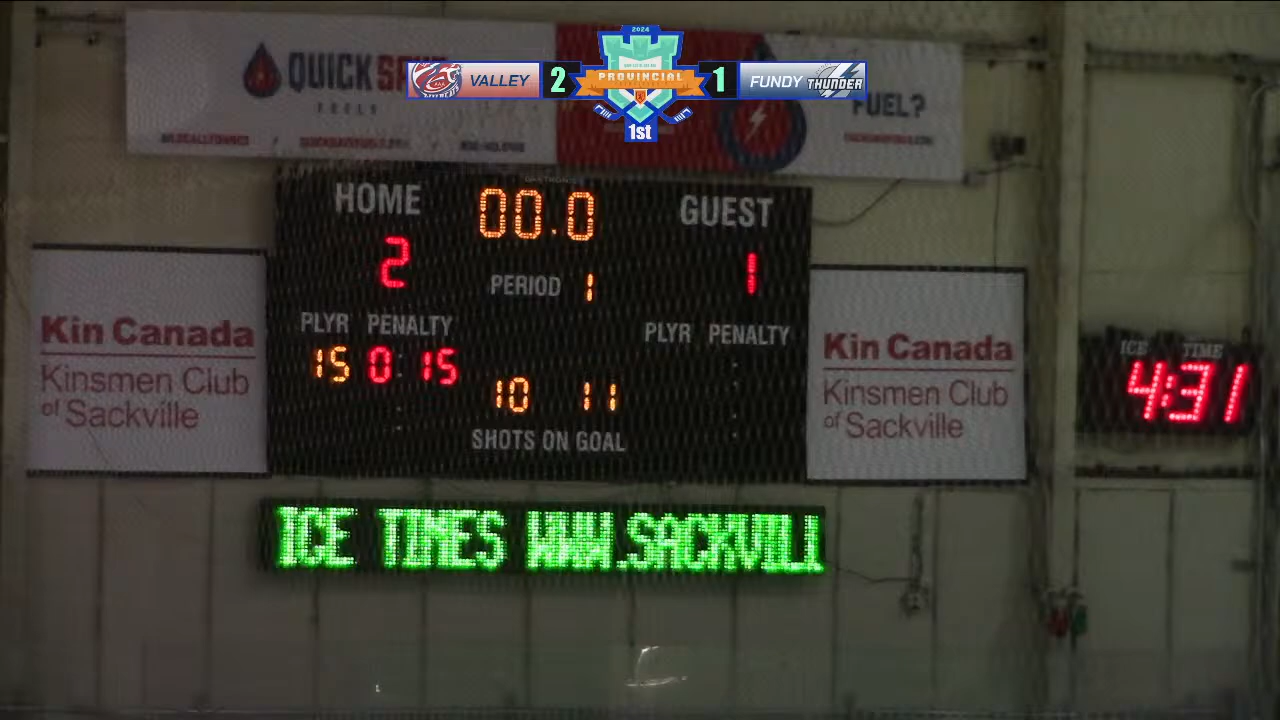 2024
QUICK
VALLEY 2 PROVINCIAL 1 FUNDY THUNDER
1st
FUELS
FUEL?
HOME 00.0 GUEST
2 1
PERIOD 1
PLYR PENALTY PLYR PENALTY
15 0:15
10 11
SHOTS ON GOAL
Kin Canada
Kinsmen Club
of Sackville
Kin Canada
Kinsmen Club
of Sackville
ICE TIME
4:31
ICE TIMES WWW.SACKVILL